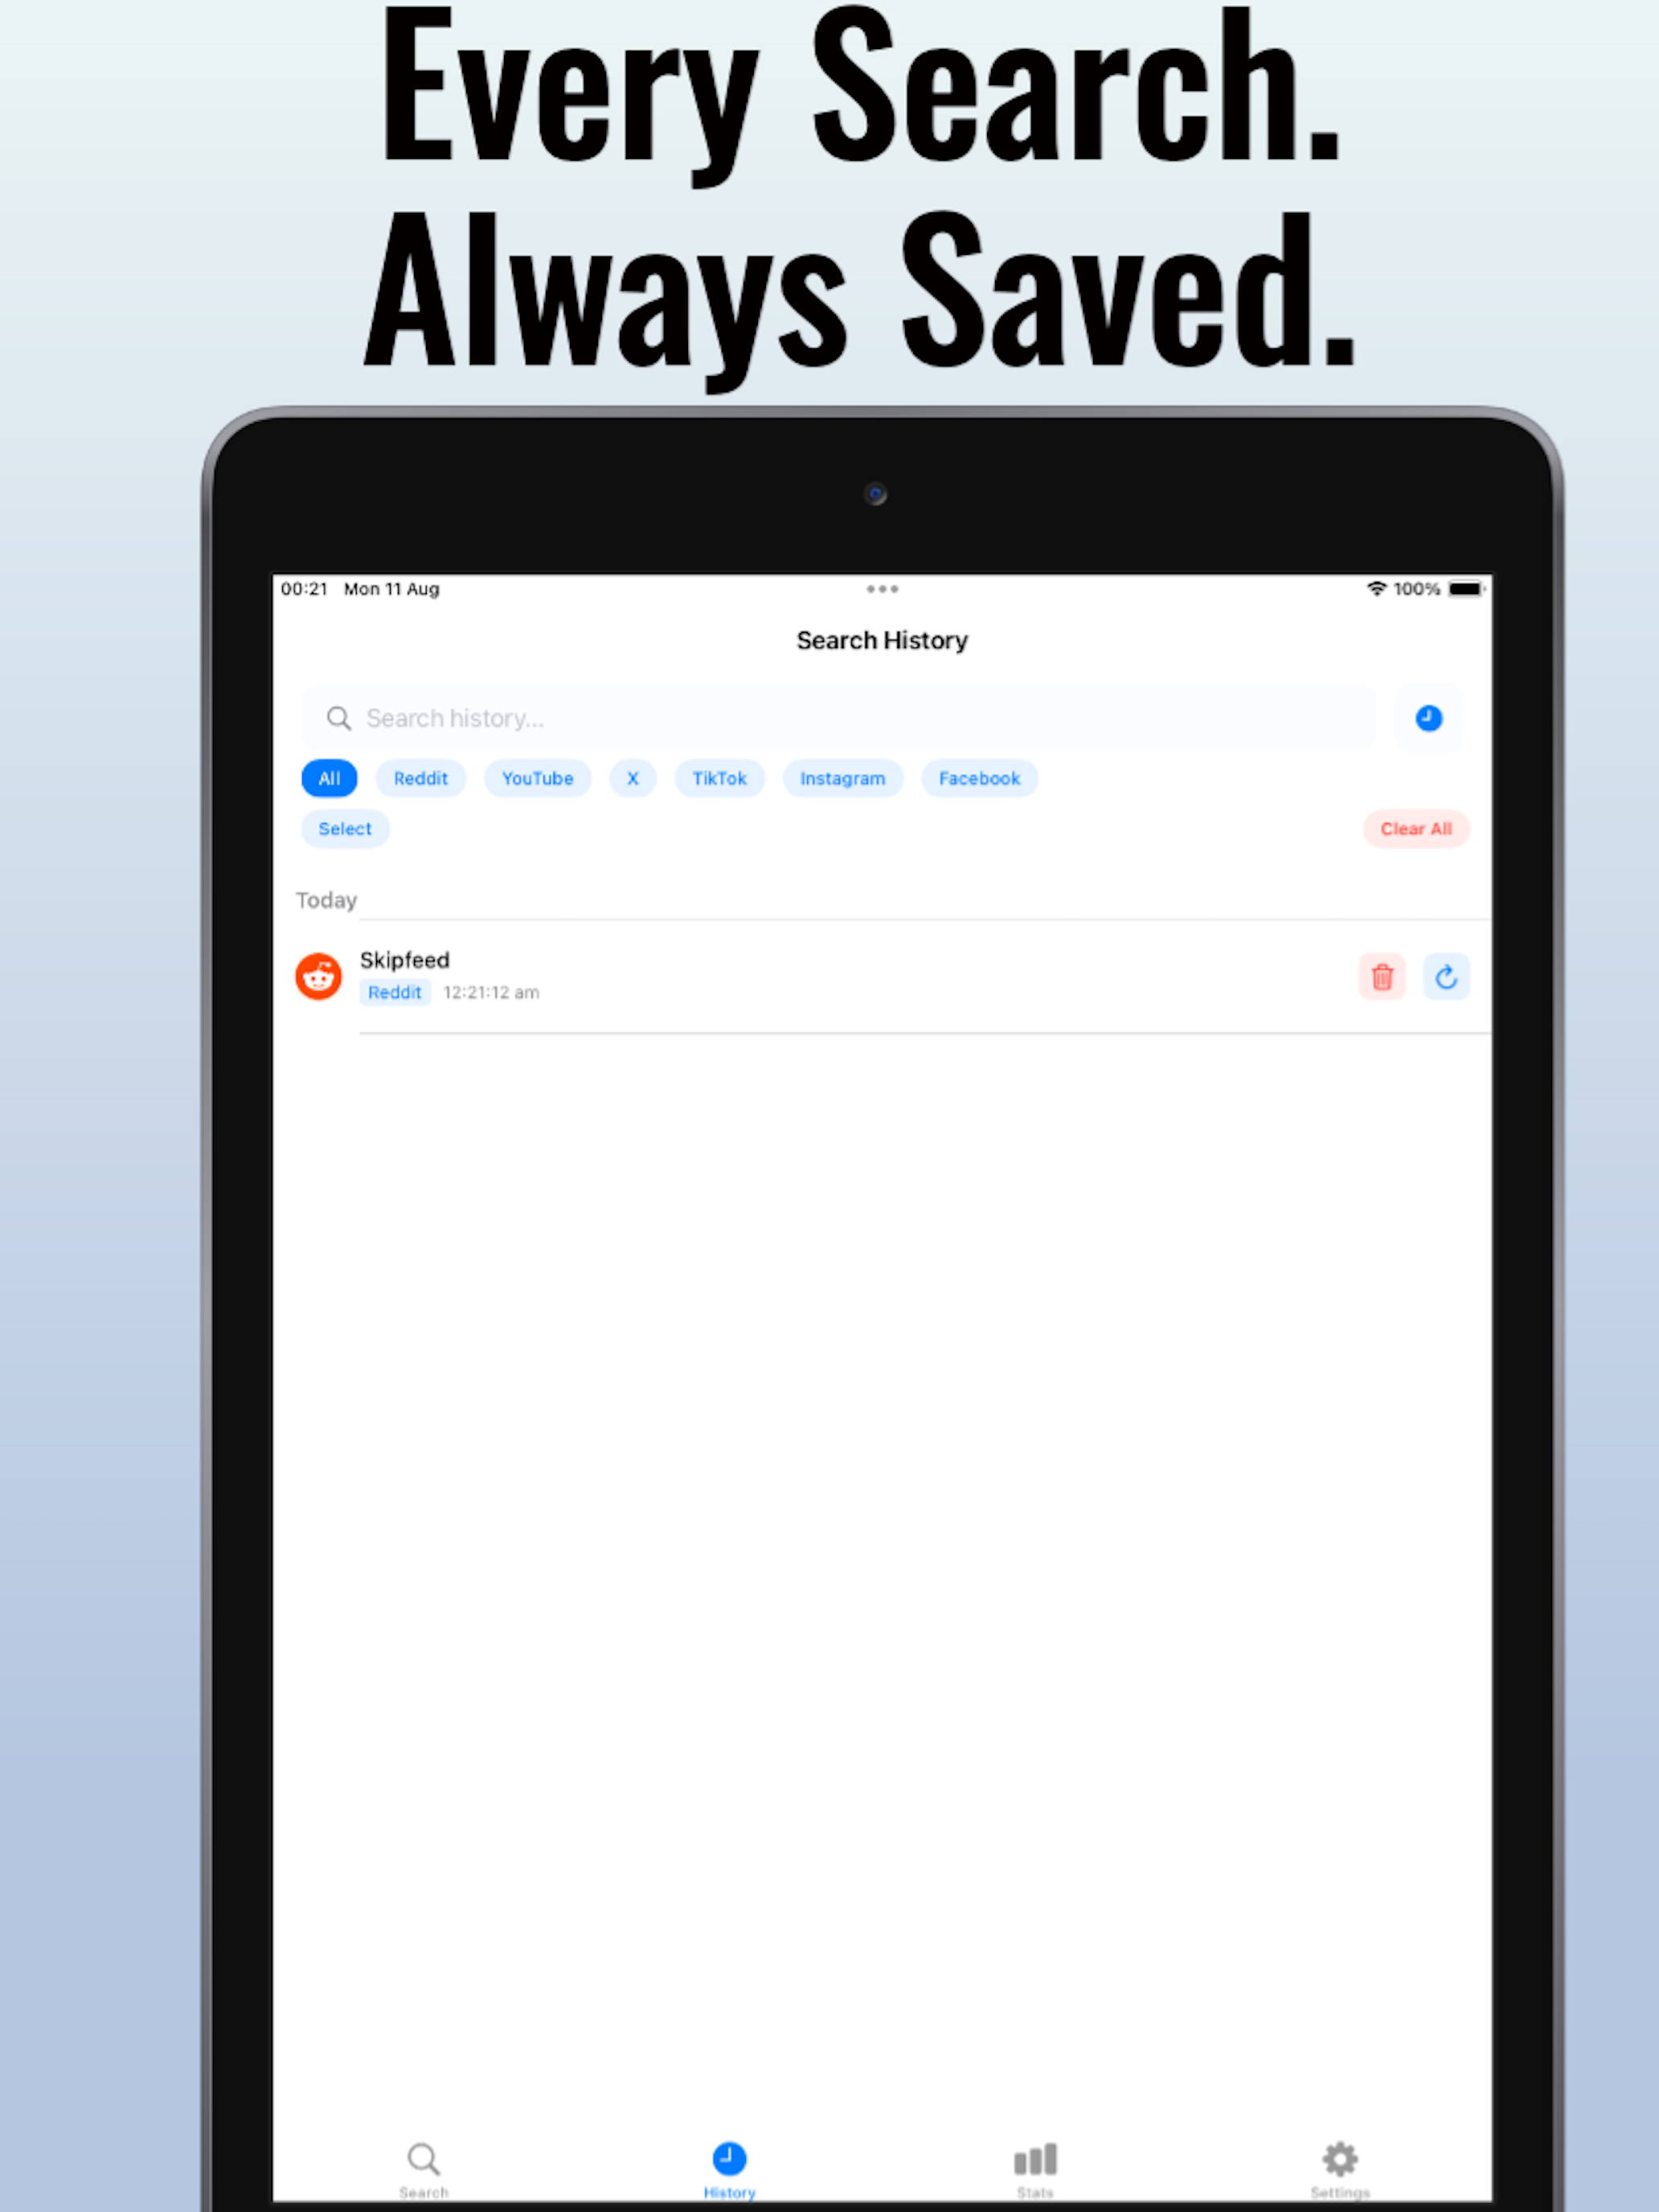 Every Search.
Always Saved.
00:21 Mon 11 Aug
100%
Search History
Search history...
All Reddit YouTube X TikTok Instagram Facebook
Select Clear All
Today
Skipfeed
Reddit 12:21:12 am
Search History Stats Settings